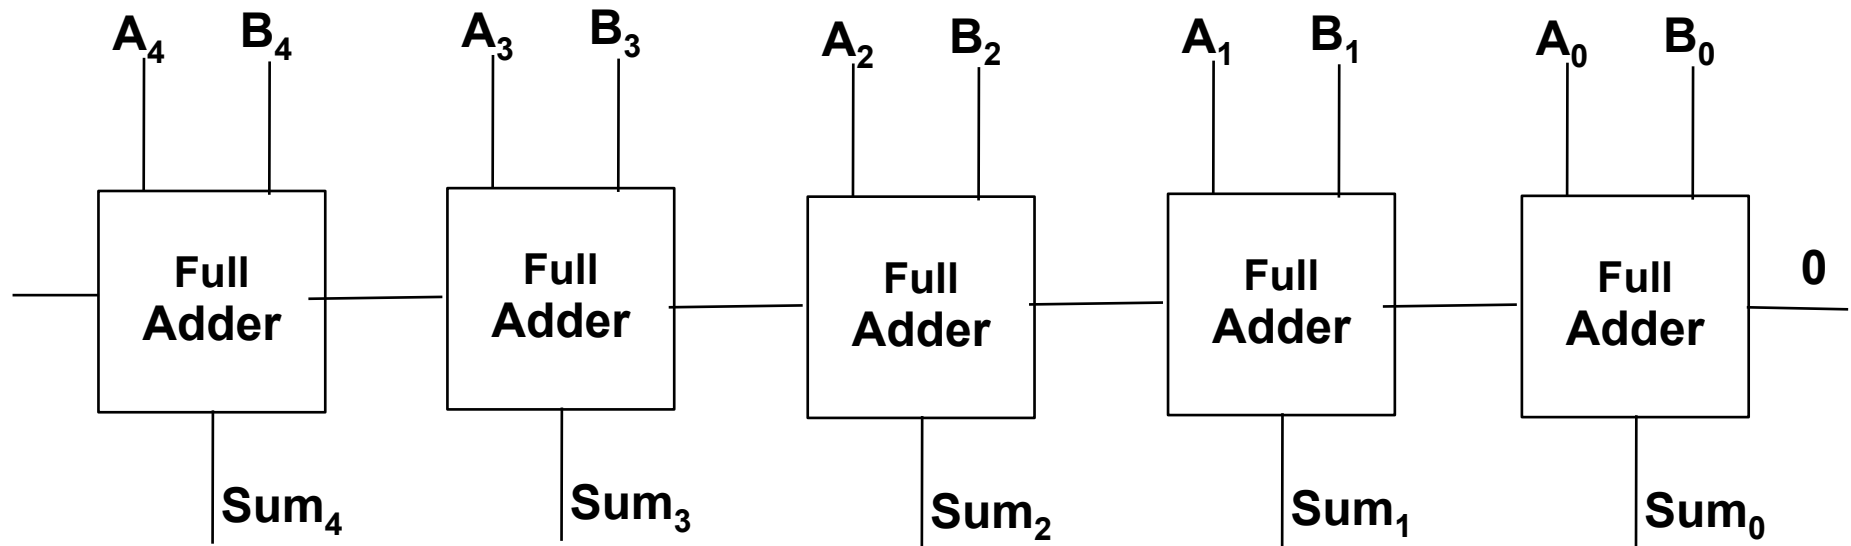 A₄ B₄ A₃ B₃ A₂ B₂ A₁ B₁ A₀ B₀
Full Adder
Full Adder
Full Adder
Full Adder
Full Adder
0
Sum₄ Sum₃ Sum₂ Sum₁ Sum₀